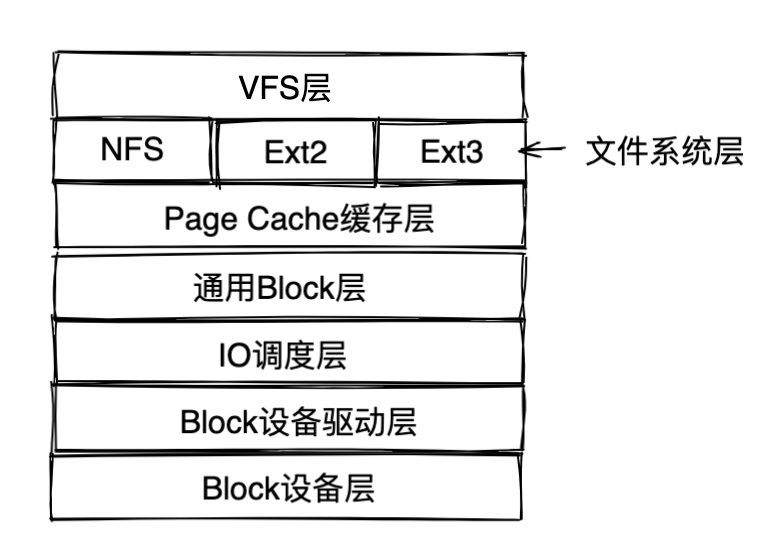 VFS层
NFS
Ext2
Ext3
文件系统层
Page Cache缓存层
通用Block层
IO调度层
Block设备驱动层
Block设备层